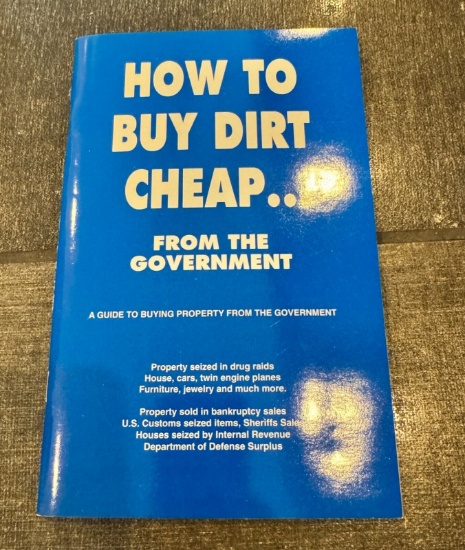 HOW TO
BUY DIRT
CHEAP..
FROM THE
GOVERNMENT
A GUIDE TO BUYING PROPERTY FROM THE GOVERNMENT
Property seized in drug raids
House, cars, twin engine planes
Furniture, jewelry and much more.
Property sold in bankruptcy sales
U.S. Customs seized items, Sheriffs Sales
Houses seized by Internal Revenue
Department of Defense Surplus